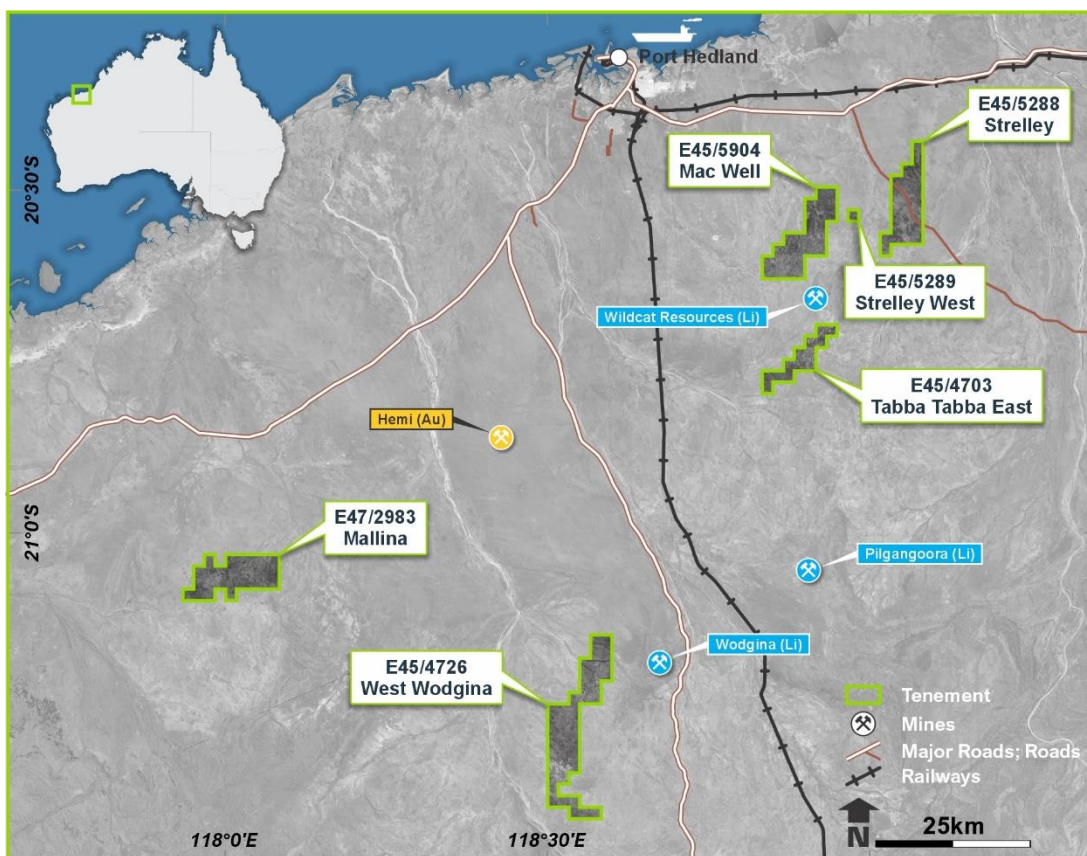 Port Hedland
E45/5288
Strelley
E45/5904
Mac Well
20°30'S
E45/5289
Strelley West
Wildcat Resources (Li)
E45/4703
Tabba Tabba East
Hemi (Au)
21°0'S
E47/2983
Mallina
Pilgangoora (Li)
Wodgina (Li)
E45/4726
West Wodgina
Tenement
Mines
Major Roads; Roads
Railways
118°0'E
118°30'E
N
25km